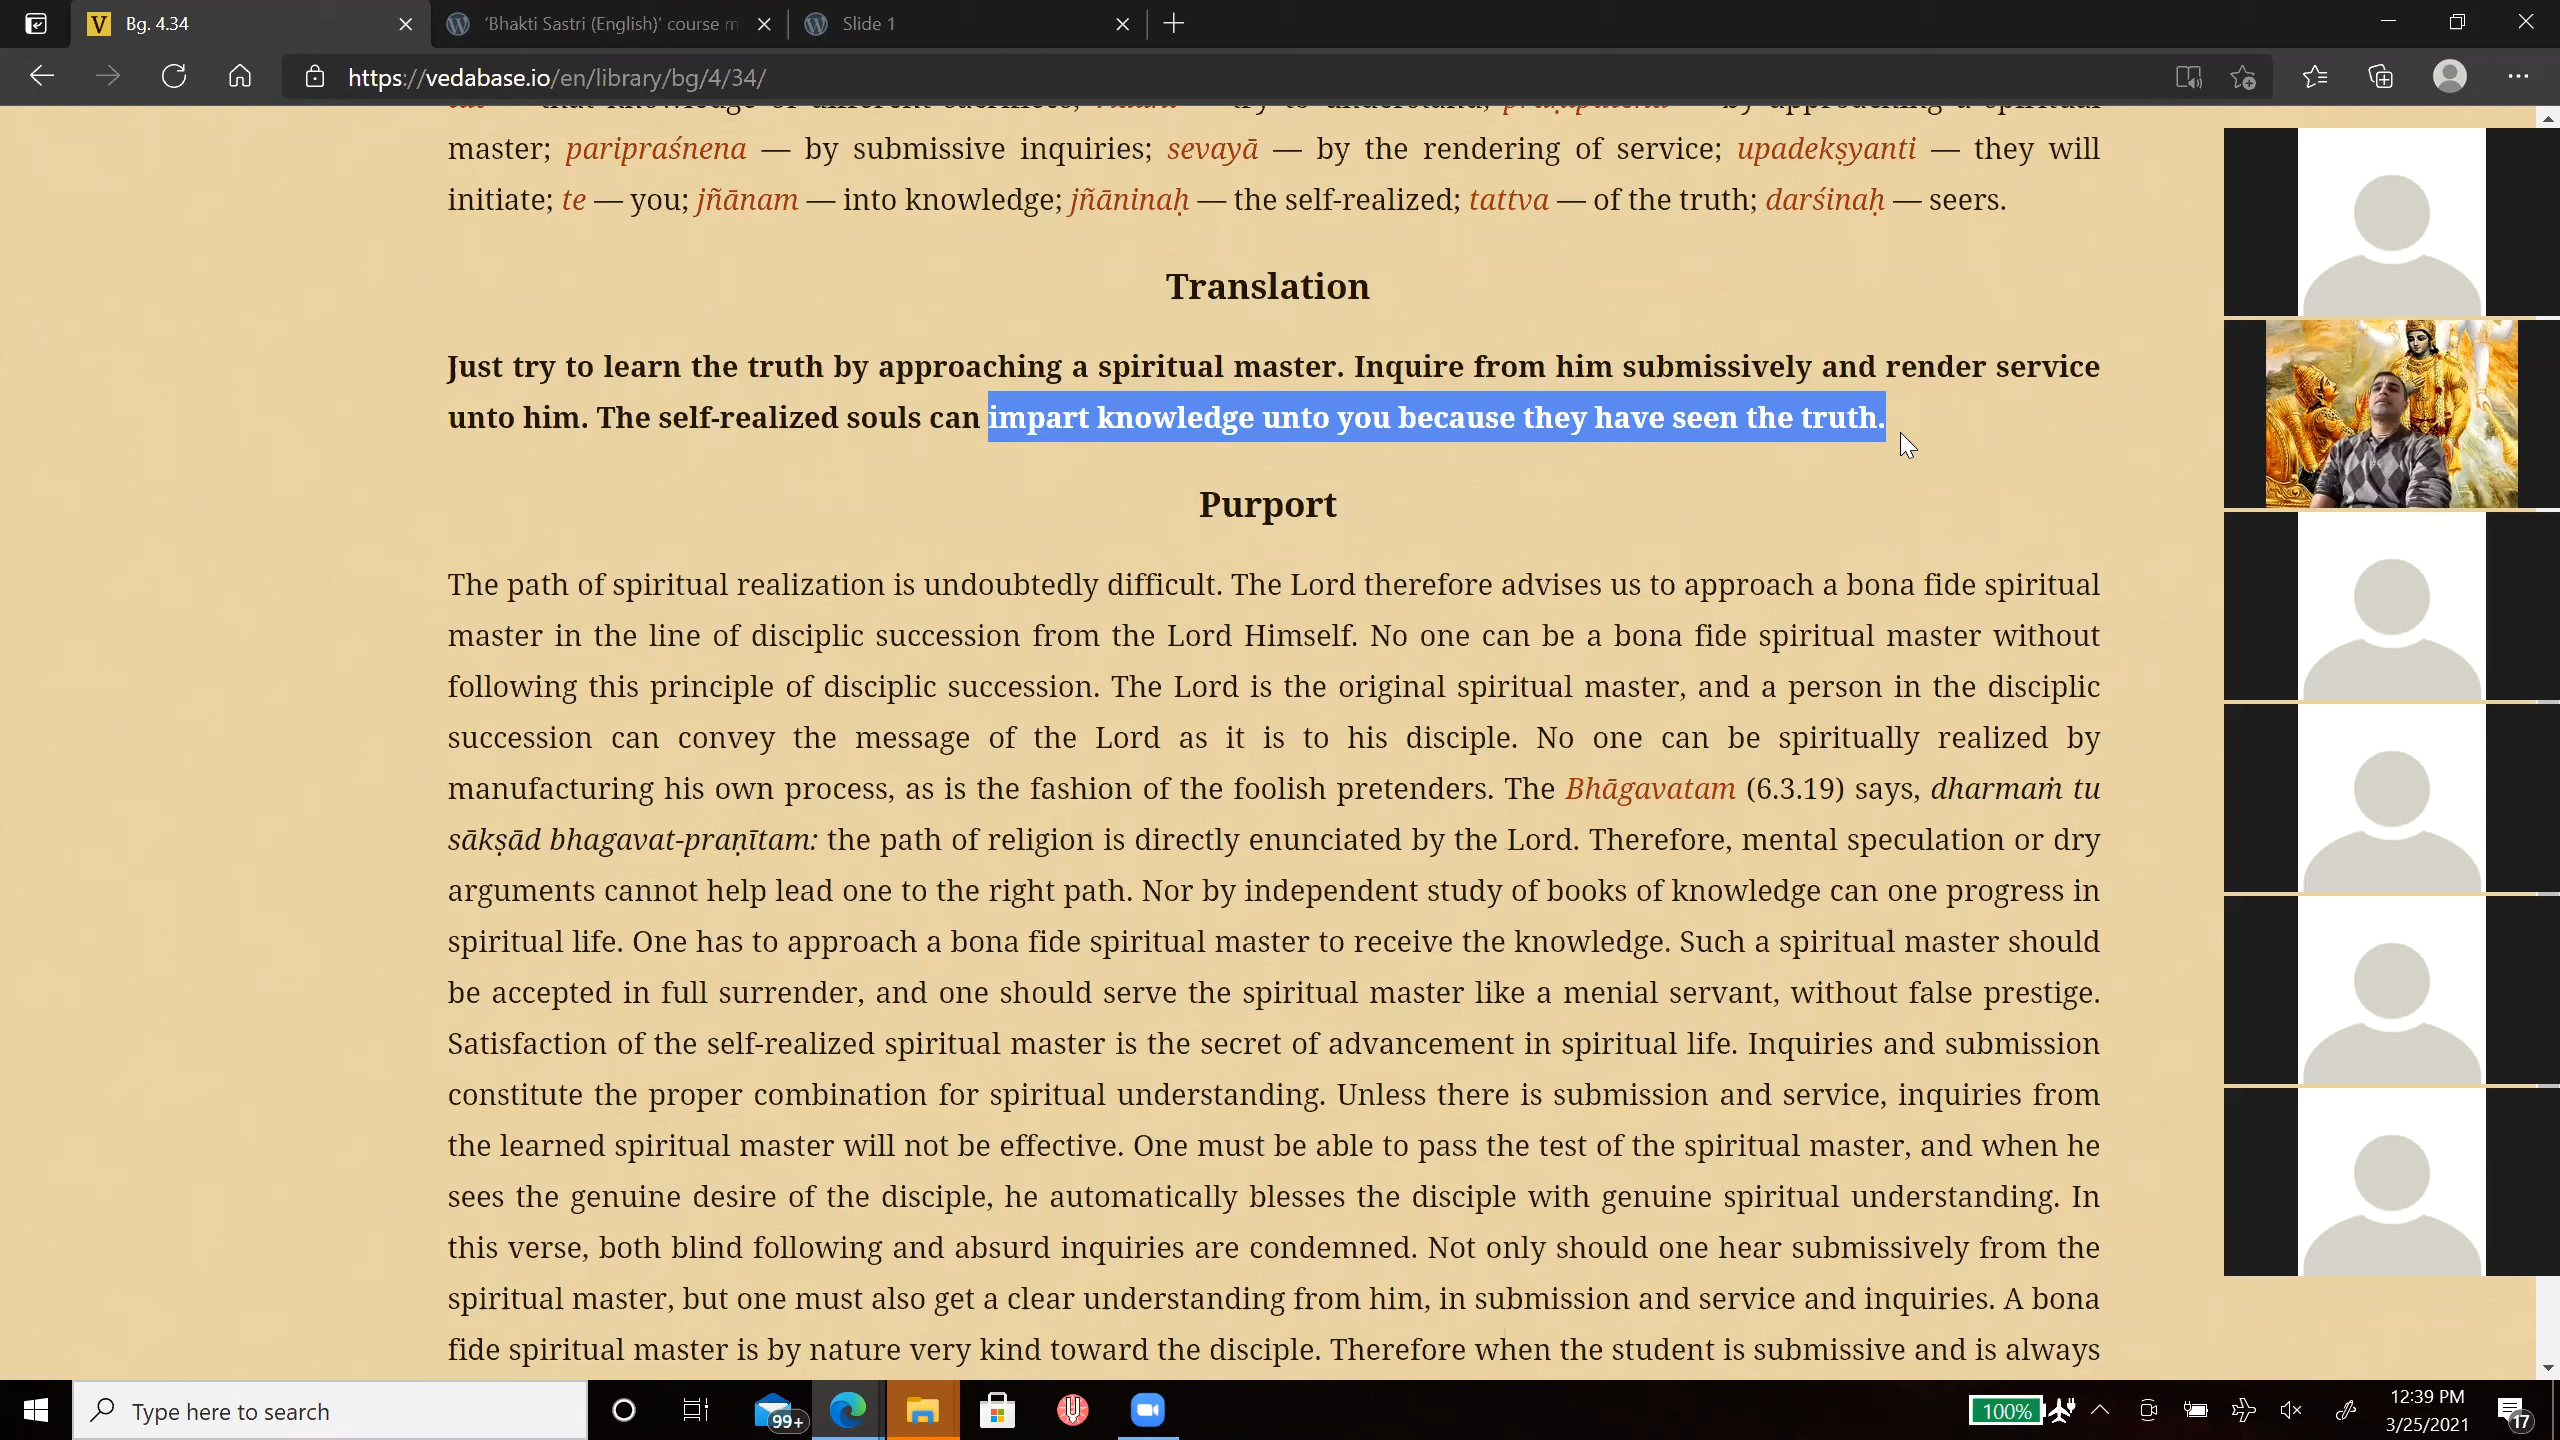 Bg. 4.34
'Bhakti Sastri (English)' course m
Slide 1
https://vedabase.io/en/library/bg/4/34/
master; paripraśnena — by submissive inquiries; sevayā — by the rendering of service; upadekṣyanti — they will
initiate; te — you; jñānam — into knowledge; jñāninaḥ — the self-realized; tattva — of the truth; darśinaḥ — seers.
Translation
Just try to learn the truth by approaching a spiritual master. Inquire from him submissively and render service
unto him. The self-realized souls can impart knowledge unto you because they have seen the truth.
Purport
The path of spiritual realization is undoubtedly difficult. The Lord therefore advises us to approach a bona fide spiritual
master in the line of disciplic succession from the Lord Himself. No one can be a bona fide spiritual master without
following this principle of disciplic succession. The Lord is the original spiritual master, and a person in the disciplic
succession can convey the message of the Lord as it is to his disciple. No one can be spiritually realized by
manufacturing his own process, as is the fashion of the foolish pretenders. The Bhāgavatam (6.3.19) says, dharmaṁ tu
sākṣād bhagavat-praṇītam: the path of religion is directly enunciated by the Lord. Therefore, mental speculation or dry
arguments cannot help lead one to the right path. Nor by independent study of books of knowledge can one progress in
spiritual life. One has to approach a bona fide spiritual master to receive the knowledge. Such a spiritual master should
be accepted in full surrender, and one should serve the spiritual master like a menial servant, without false prestige.
Satisfaction of the self-realized spiritual master is the secret of advancement in spiritual life. Inquiries and submission
constitute the proper combination for spiritual understanding. Unless there is submission and service, inquiries from
the learned spiritual master will not be effective. One must be able to pass the test of the spiritual master, and when he
sees the genuine desire of the disciple, he automatically blesses the disciple with genuine spiritual understanding. In
this verse, both blind following and absurd inquiries are condemned. Not only should one hear submissively from the
spiritual master, but one must also get a clear understanding from him, in submission and service and inquiries. A bona
fide spiritual master is by nature very kind toward the disciple. Therefore when the student is submissive and is always
Type here to search
99+
100%
12:39 PM
3/25/2021
17